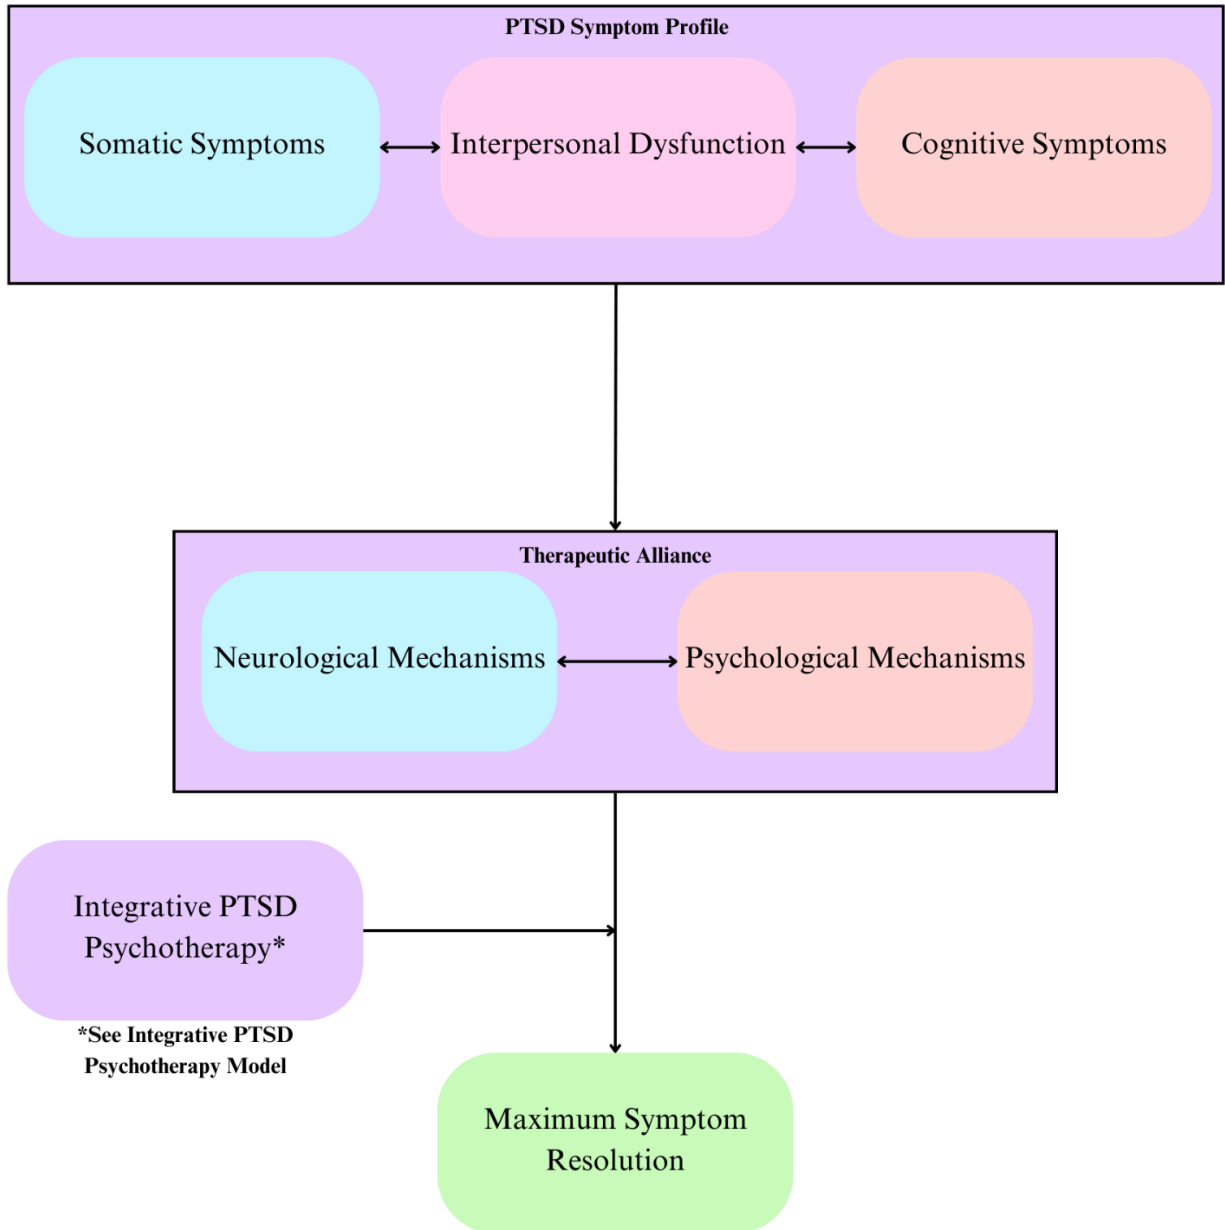 PTSD Symptom Profile
Somatic Symptoms
Interpersonal Dysfunction
Cognitive Symptoms
Therapeutic Alliance
Neurological Mechanisms
Psychological Mechanisms
Integrative PTSD
Psychotherapy*
*See Integrative PTSD
Psychotherapy Model
Maximum Symptom
Resolution